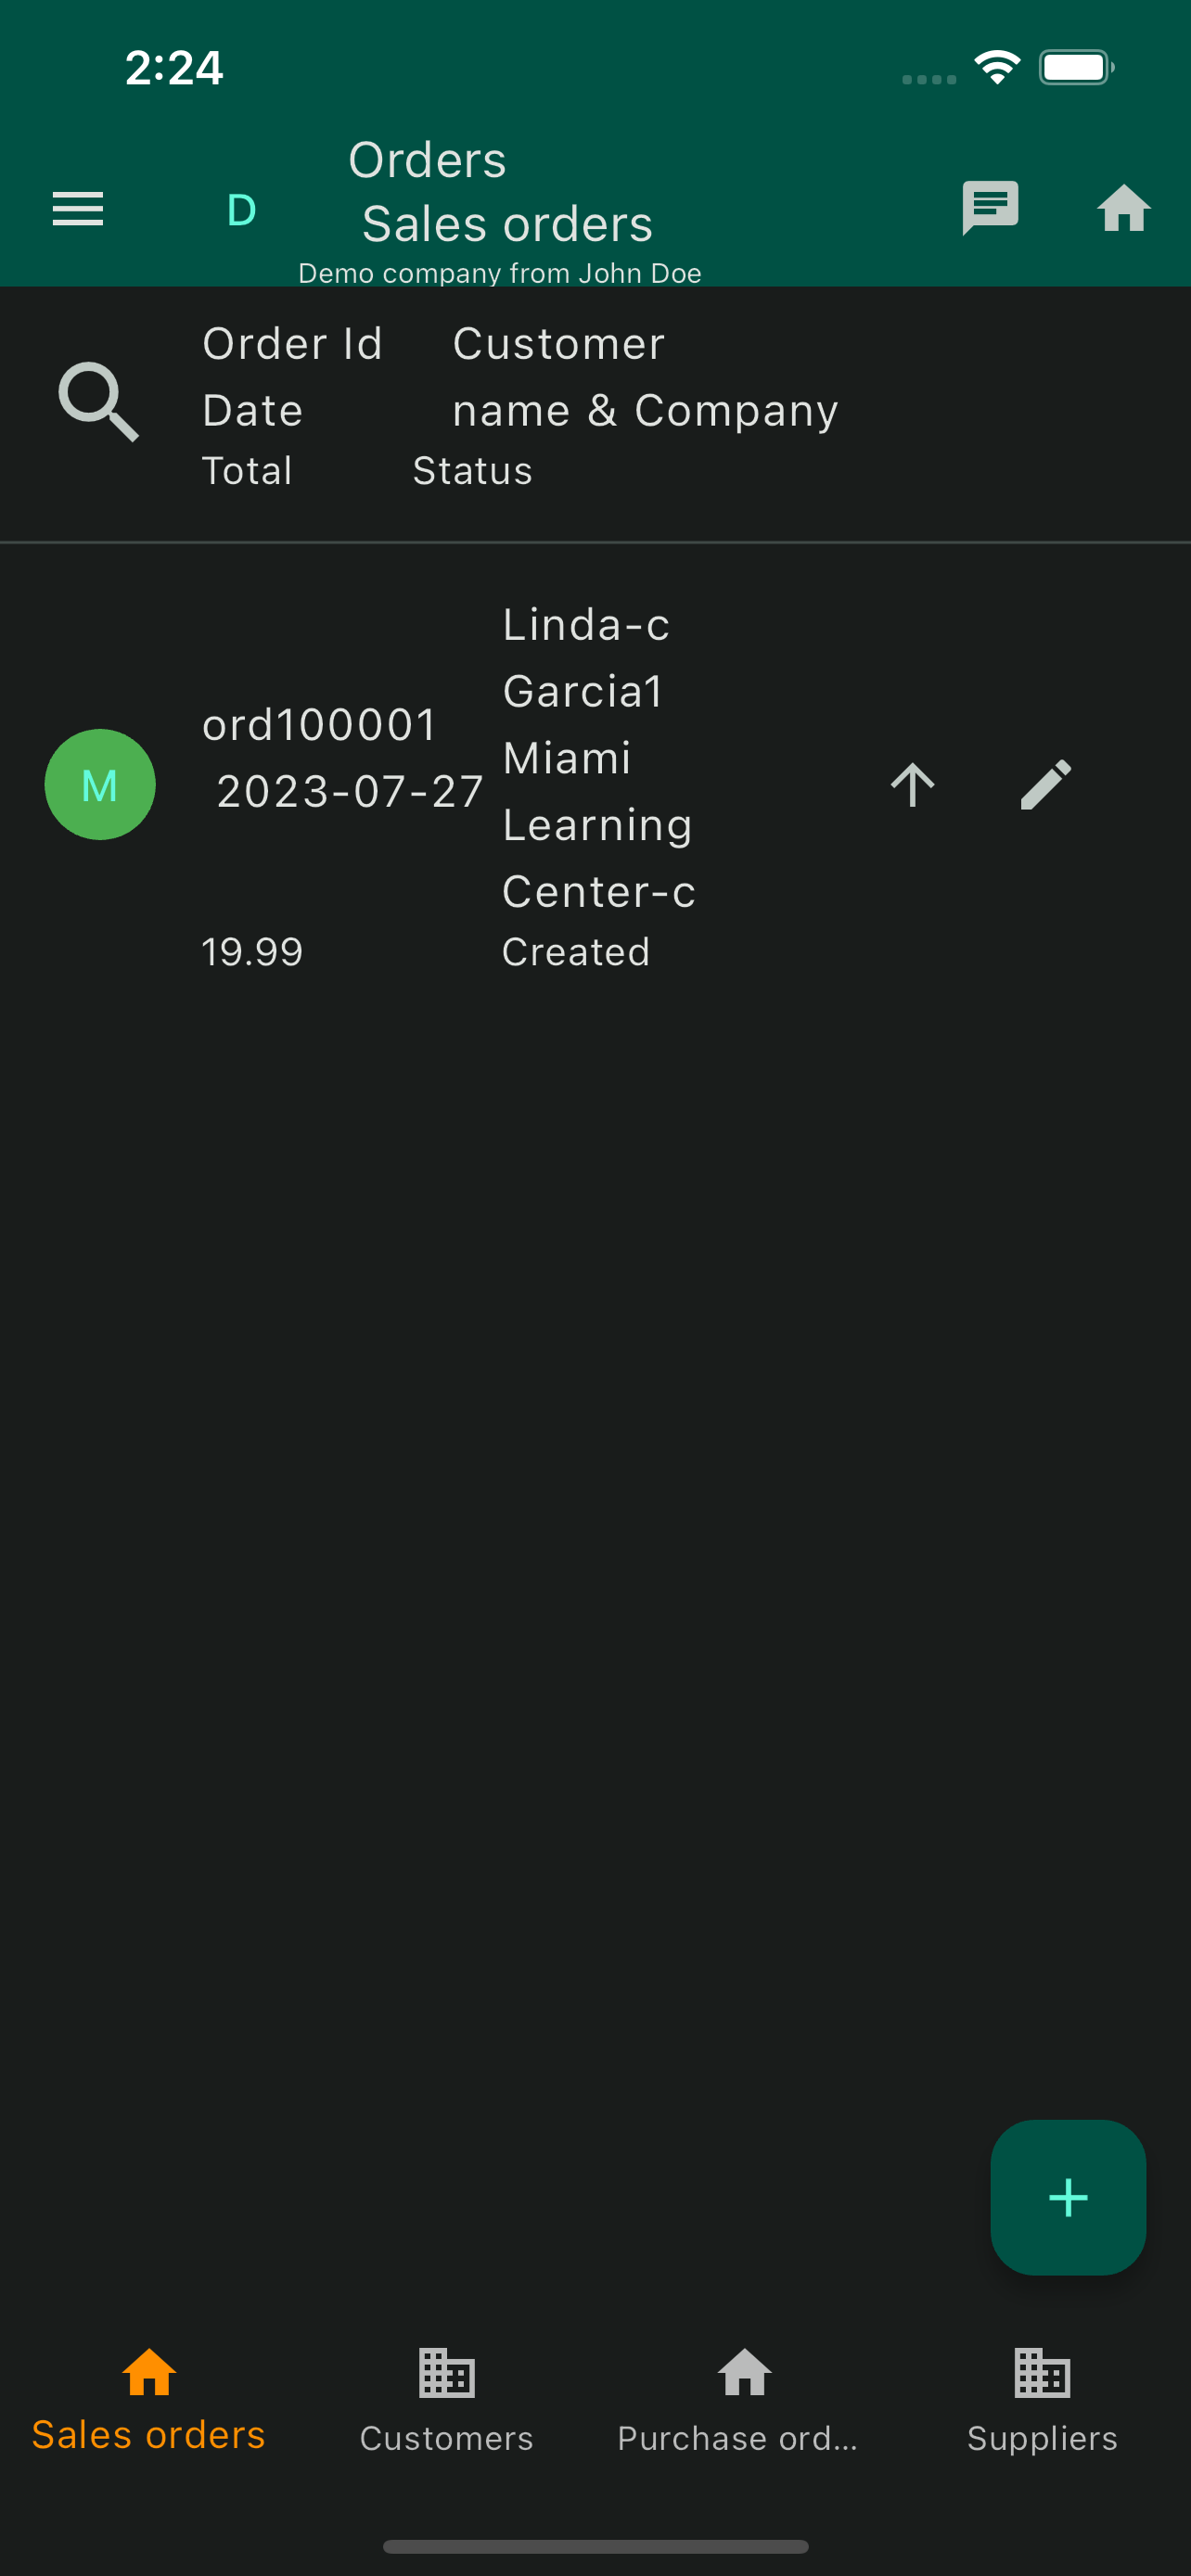 2:24
D
Orders
Sales orders
Demo company from John Doe
Order Id
Customer
Date
name & Company
Total
Status
M
ord100001
2023-07-27
Linda-c
Garcia1
Miami
Learning
Center-c
19.99
Created
+
Sales orders
Customers
Purchase ord...
Suppliers